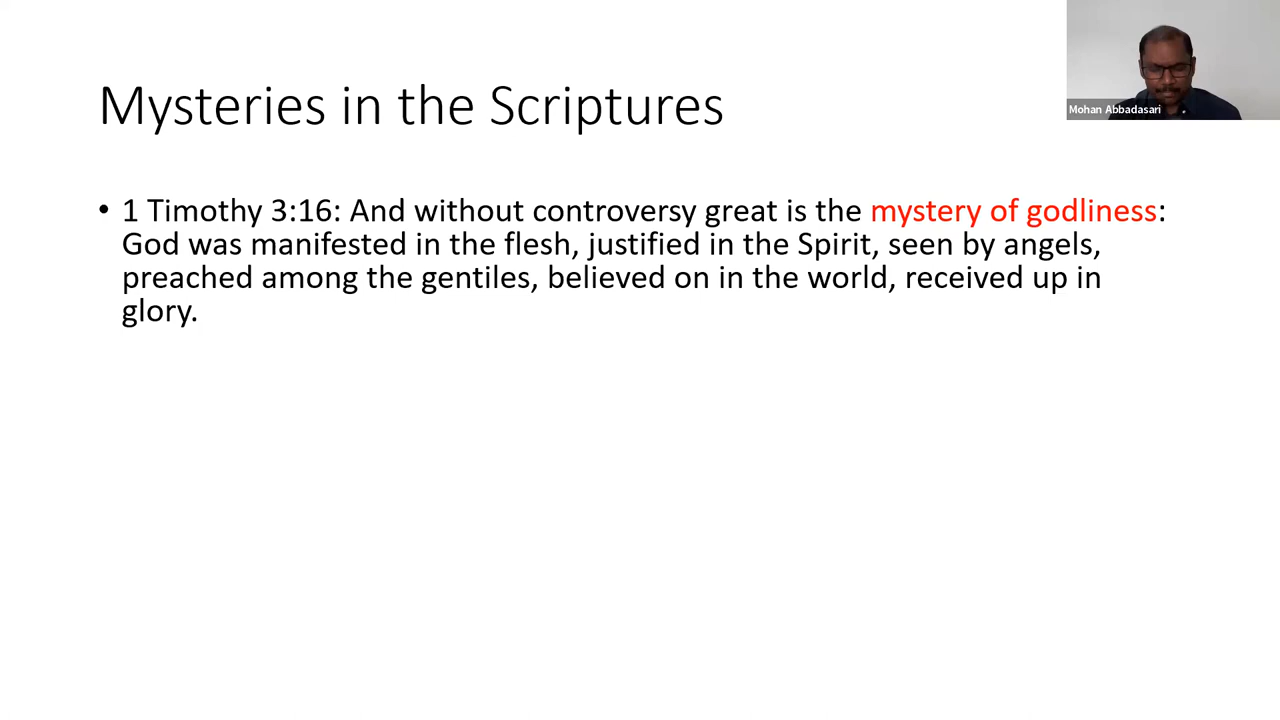 Mysteries in the Scriptures
Mohan Abbadasari
• 1 Timothy 3:16: And without controversy great is the mystery of godliness:
God was manifested in the flesh, justified in the Spirit, seen by angels,
preached among the gentiles, believed on in the world, received up in
glory.